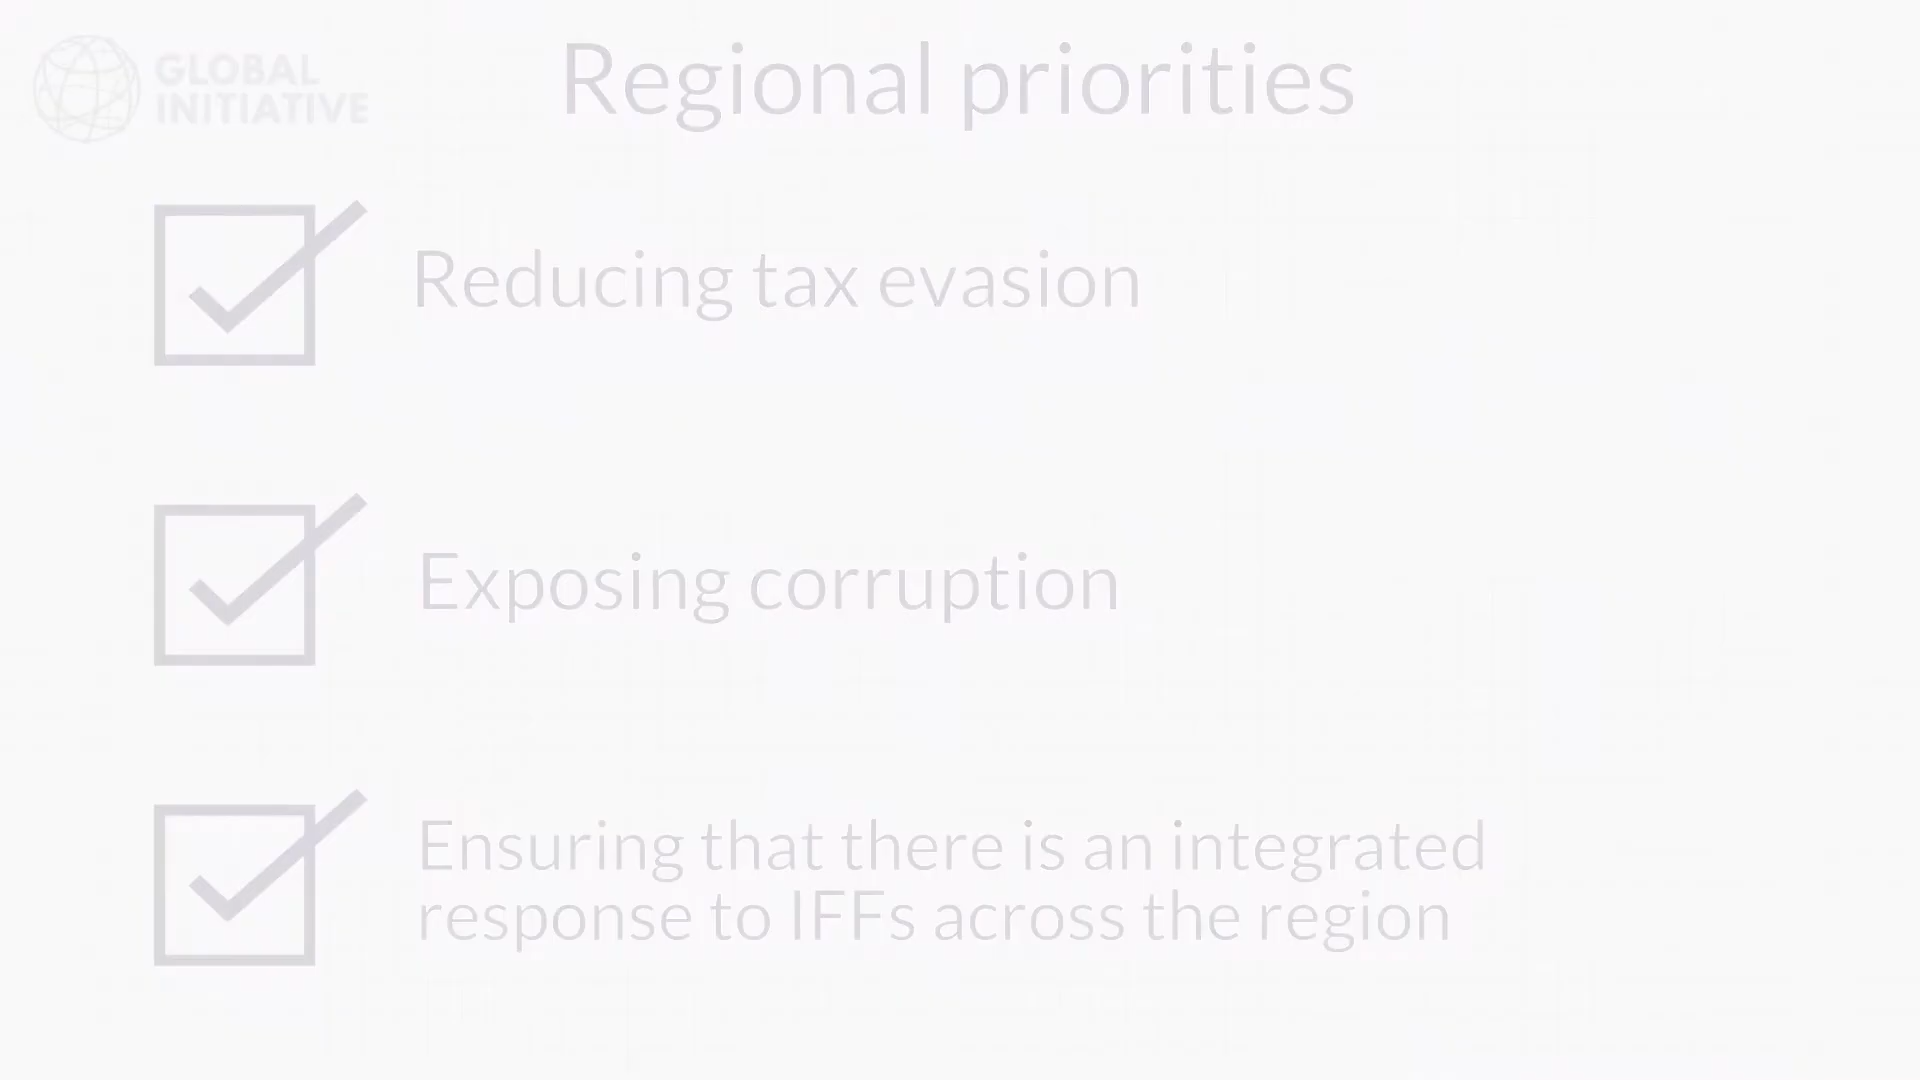 GLOBAL
INITIATIVE
Regional priorities
Reducing tax evasion
Exposing corruption
Ensuring that there is an integrated
response to IFFs across the region